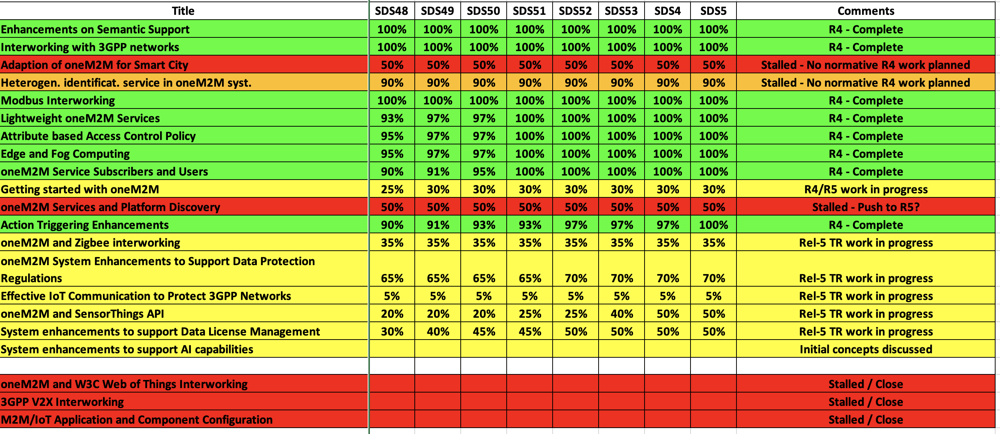 Title SDS48 SDS49 SDS50 SDS51 SDS52 SDS53 SDS4 SDS5 Comments
Enhancements on Semantic Support 100% 100% 100% 100% 100% 100% 100% 100% R4 - Complete
Interworking with 3GPP networks 100% 100% 100% 100% 100% 100% 100% 100% R4 - Complete
Adaption of oneM2M for Smart City 50% 50% 50% 50% 50% 50% 50% 50% Stalled - No normative R4 work planned
Heterogen. identificat. service in oneM2M syst. 90% 90% 90% 90% 90% 90% 90% 90% Stalled - No normative R4 work planned
Modbus Interworking 100% 100% 100% 100% 100% 100% 100% 100% R4 - Complete
Lightweight oneM2M Services 93% 97% 97% 100% 100% 100% 100% 100% R4 - Complete
Attribute based Access Control Policy 95% 97% 97% 100% 100% 100% 100% 100% R4 - Complete
Edge and Fog Computing 95% 97% 97% 100% 100% 100% 100% 100% R4 - Complete
oneM2M Service Subscribers and Users 90% 91% 95% 100% 100% 100% 100% 100% R4 - Complete
Getting started with oneM2M 25% 30% 30% 30% 30% 30% 30% 30% R4/R5 work in progress
oneM2M Services and Platform Discovery 50% 50% 50% 50% 50% 50% 50% 50% Stalled - Push to R5?
Action Triggering Enhancements 90% 91% 93% 93% 97% 97% 97% 100% R4 - Complete
oneM2M and Zigbee interworking 35% 35% 35% 35% 35% 35% 35% 35% Rel-5 TR work in progress
oneM2M System Enhancements to Support Data Protection
Regulations 65% 65% 65% 65% 70% 70% 70% 70% Rel-5 TR work in progress
Effective IoT Communication to Protect 3GPP Networks 5% 5% 5% 5% 5% 5% 5% 5% Rel-5 TR work in progress
oneM2M and SensorThings API 20% 20% 20% 25% 25% 40% 50% 50% Rel-5 TR work in progress
System enhancements to support Data License Management 30% 40% 45% 45% 50% 50% 50% 50% Rel-5 TR work in progress
System enhancements to support AI capabilities Initial concepts discussed
oneM2M and W3C Web of Things Interworking Stalled / Close
3GPP V2X Interworking Stalled / Close
M2M/IoT Application and Component Configuration Stalled / Close